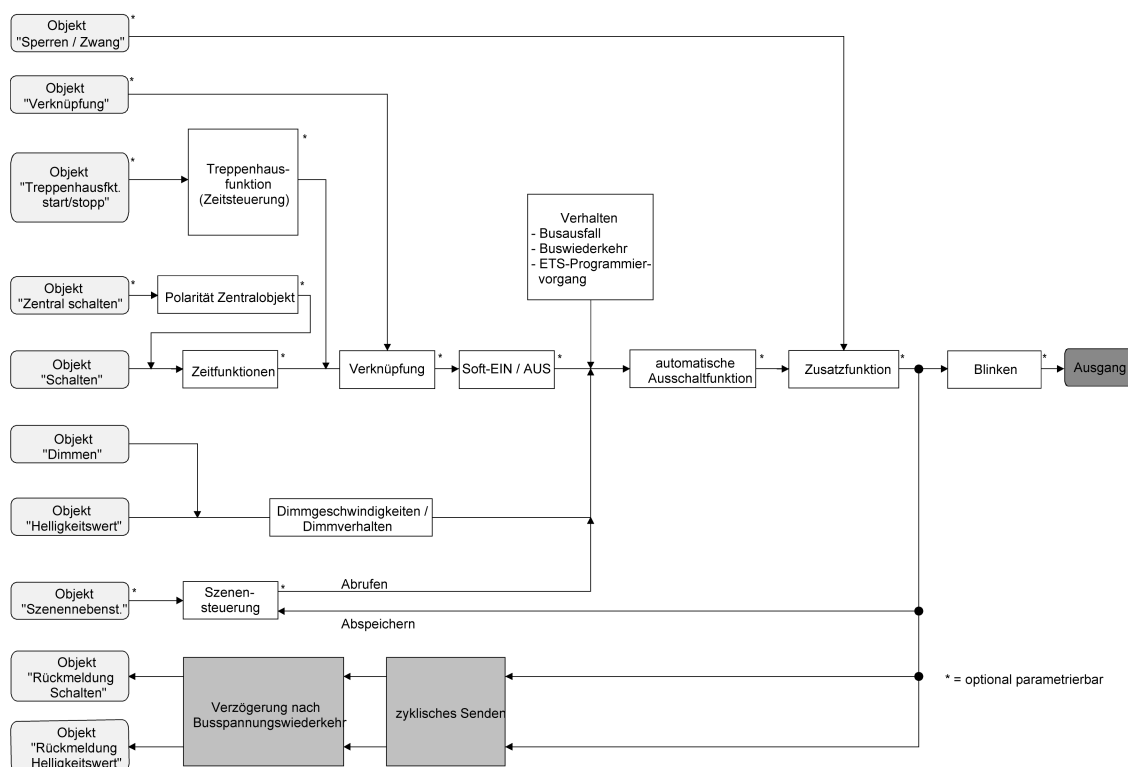 Objekt
"Sperren / Zwang"
*
Objekt
"Verknüpfung"
*
Objekt
"Treppenhausfkt.
start/stopp"
*
Treppenhaus-
funktion
(Zeitsteuerung)
*
Verhalten
- Busausfall
- Buswiederkehr
- ETS-Programmier-
vorgang
Objekt
"Zentral schalten"
*
Polarität Zentralobjekt
*
Objekt
"Schalten"
Zeitfunktionen
*
Verknüpfung
*
Soft-EIN / AUS
*
automatische
Ausschaltfunktion
*
Zusatzfunktion
*
Blinken
*
Ausgang
Objekt
"Dimmen"
Objekt
"Helligkeitswert"
Dimmgeschwindigkeiten /
Dimmverhalten
Objekt
"Szenennebenst."
*
Szenen-
steuerung
*
Abrufen
Abspeichern
Objekt
"Rückmeldung
Schalten"
Verzögerung nach
Busspannungswiederkehr
zyklisches Senden
* = optional parametrierbar
Objekt
"Rückmeldung
Helligkeitswert"